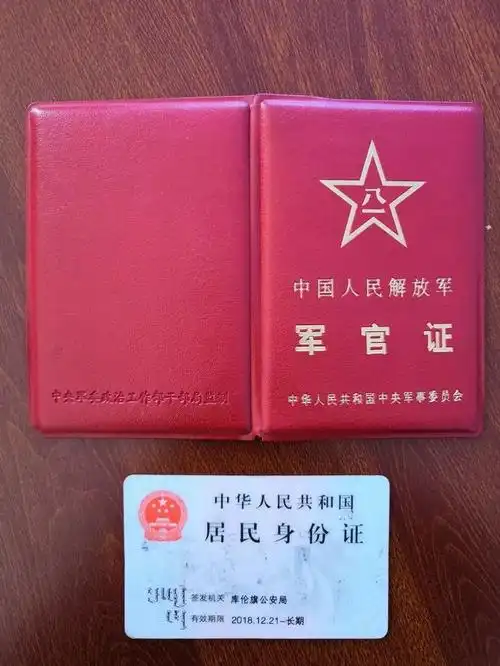 八一
中国人民解放军
军官证
中华人民共和国中央军事委员会
中央军委政治工作部干部局监制
中华人民共和国
居民身份证
签发机关 库伦旗公安局
有效期限 2018.12.21-长期